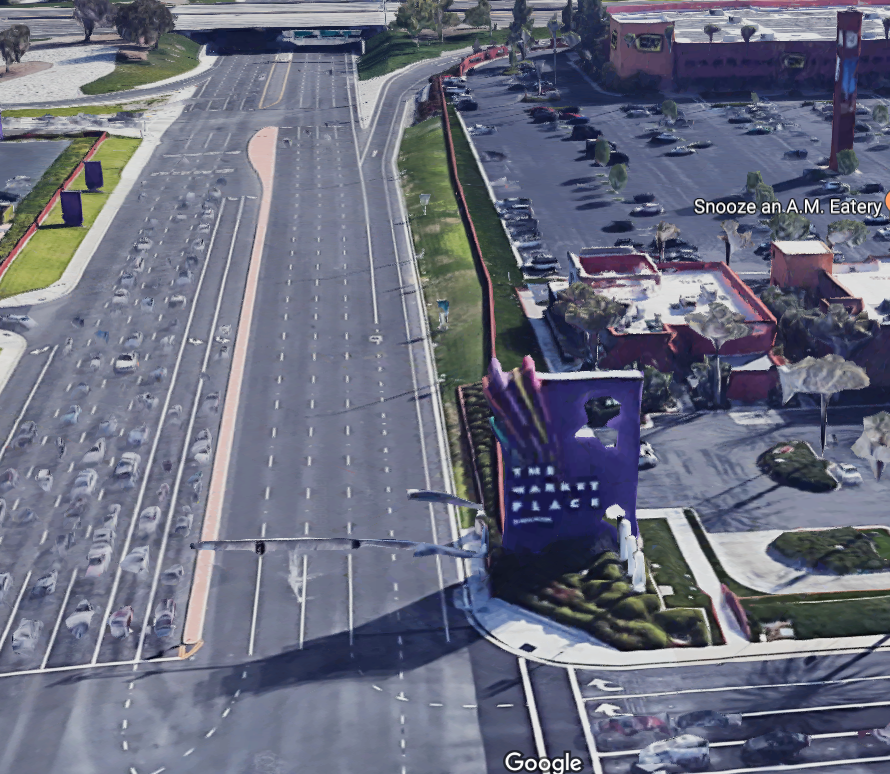 Snooze an A.M. Eatery
THE
MARKET
PLACE
Google